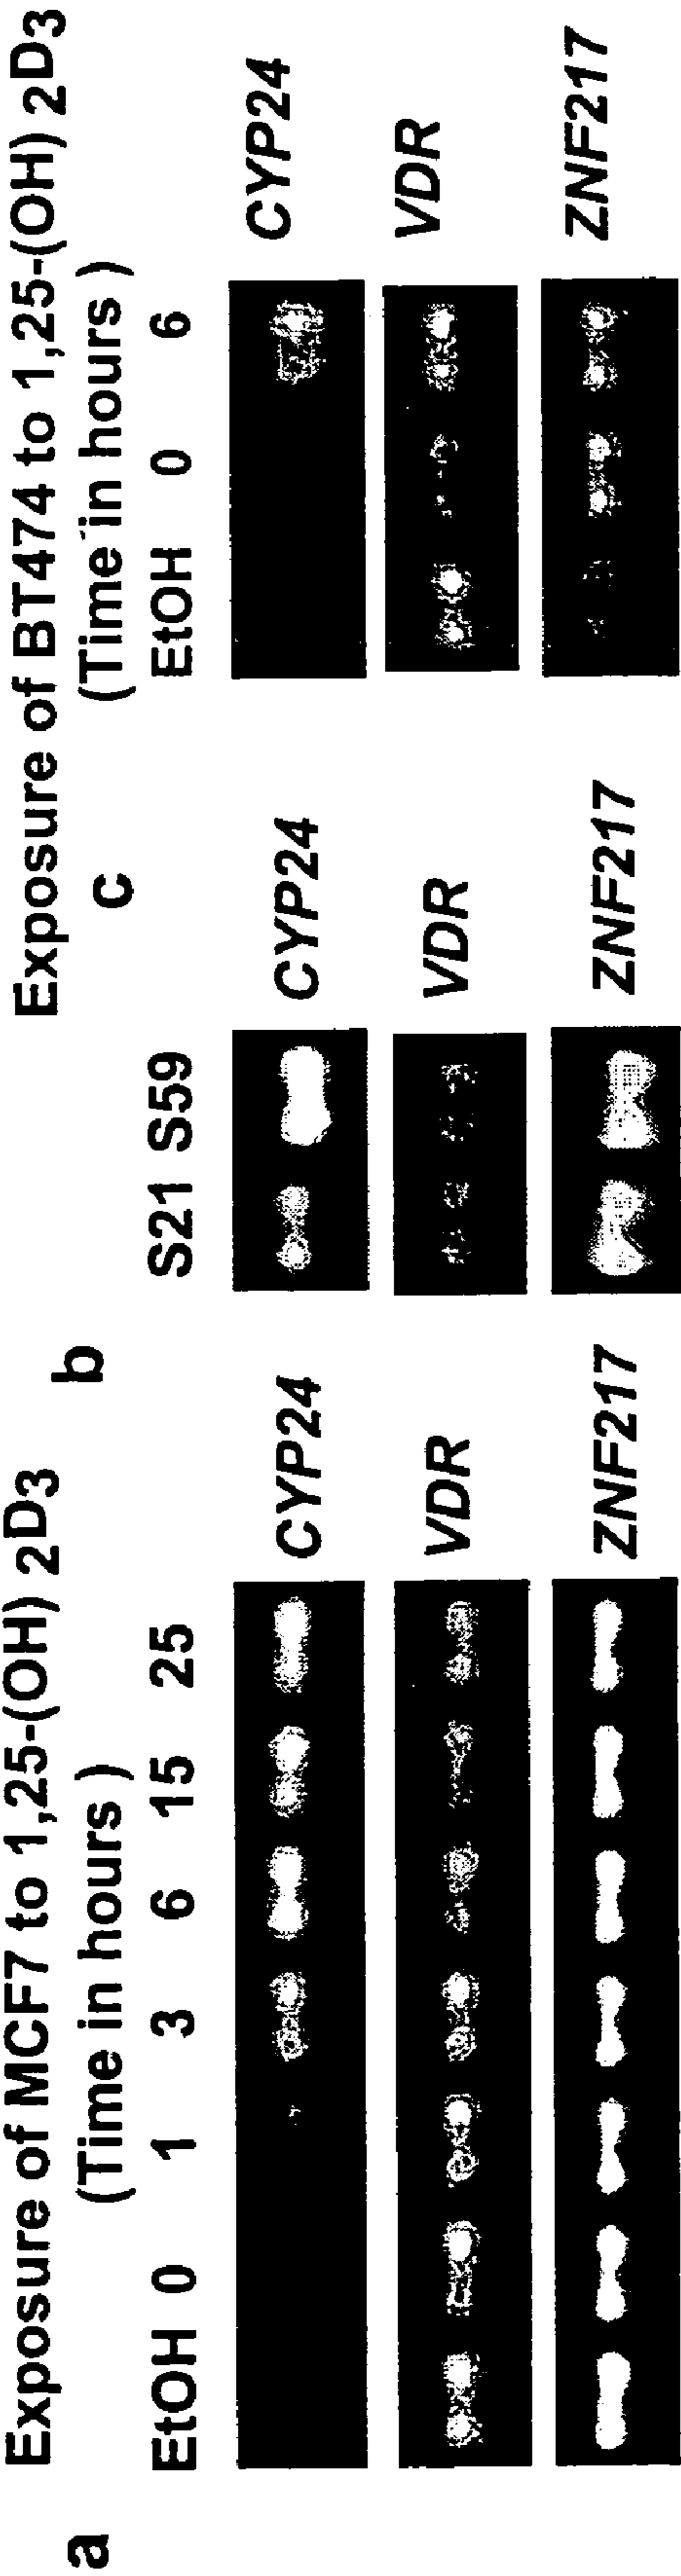 a
Exposure of MCF7 to 1,25-(OH) 2D3
(Time in hours)
EtOH 0 1 3 6 15 25
CYP24
VDR
ZNF217
b
S21 S59
CYP24
VDR
ZNF217
c
Exposure of BT474 to 1,25-(OH) 2D3
(Time in hours)
EtOH 0 6
CYP24
VDR
ZNF217